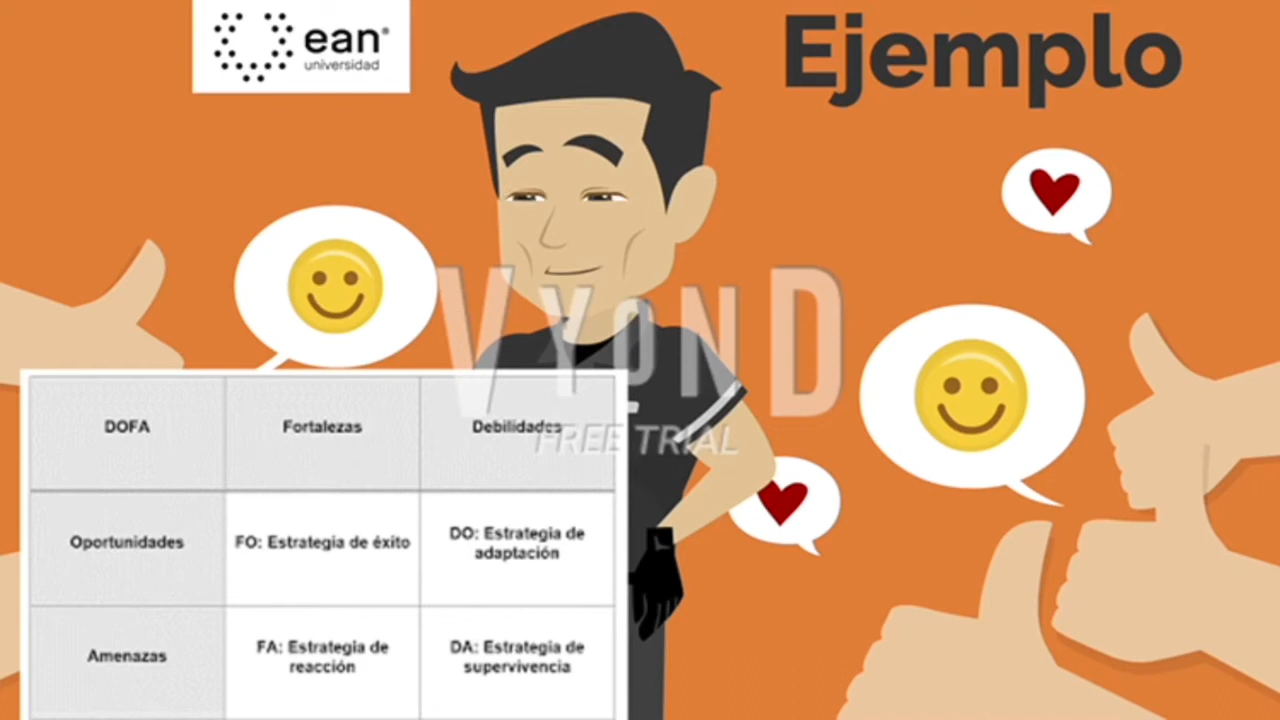 ean®
universidad
Ejemplo
VYOND
FREE TRIAL
DOFA
Fortalezas
Debilidades
Oportunidades
FO: Estrategia de éxito
DO: Estrategia de
adaptación
Amenazas
FA: Estrategia de
reacción
DA: Estrategia de
supervivencia